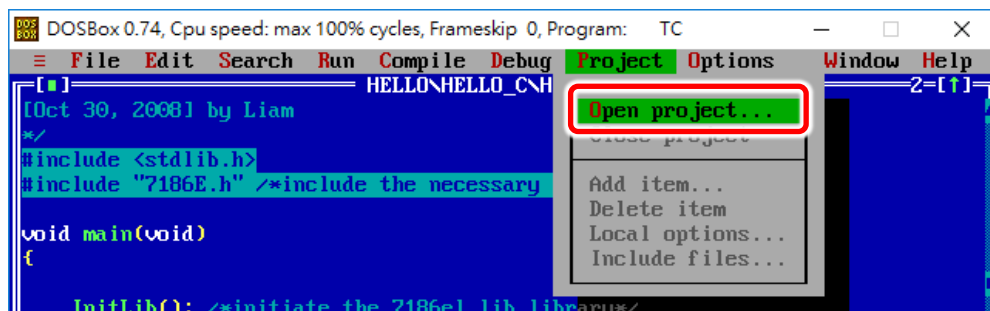 DOSBox 0.74, Cpu speed: max 100% cycles, Frameskip 0, Program: TC
≡ File Edit Search Run Compile Debug Project Options Window Help
[■] HELLO\HELLO_C\H 2=[↑]
[Oct 30, 2008] by Liam
*/
#include <stdlib.h>
#include "7186E.h" /*include the necessary
void main(void)
{
InitLib(); /*initiate the 7186el lib library*/
Open project...
Close project
Add item...
Delete item
Local options...
Include files...